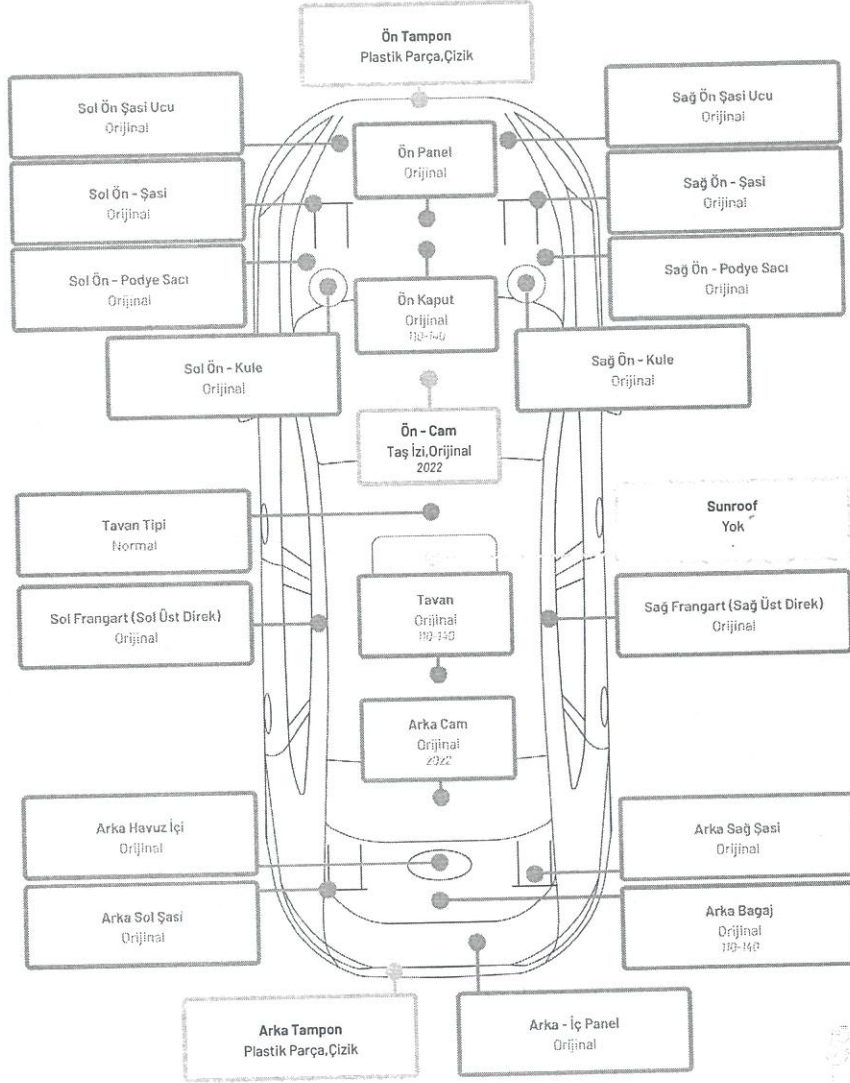 Ön Tampon
Plastik Parça,Çizik
Sol Ön Şasi Ucu
Orijinal
Sağ Ön Şasi Ucu
Orijinal
Ön Panel
Orijinal
Sol Ön - Şasi
Orijinal
Sağ Ön - Şasi
Orijinal
Sol Ön - Podye Sacı
Orijinal
Sağ Ön - Podye Sacı
Orijinal
Ön Kaput
Orijinal
110-140
Sol Ön - Kule
Orijinal
Sağ Ön - Kule
Orijinal
Ön - Cam
Taş İzi,Orijinal
2022
Tavan Tipi
Normal
Sunroof
Yok
Sol Frangart (Sol Üst Direk)
Orijinal
Tavan
Orijinal
110-140
Sağ Frangart (Sağ Üst Direk)
Orijinal
Arka Cam
Orijinal
2022
Arka Havuz İçi
Orijinal
Arka Sağ Şasi
Orijinal
Arka Sol Şasi
Orijinal
Arka Bagaj
Orijinal
110-140
Arka Tampon
Plastik Parça,Çizik
Arka - İç Panel
Orijinal